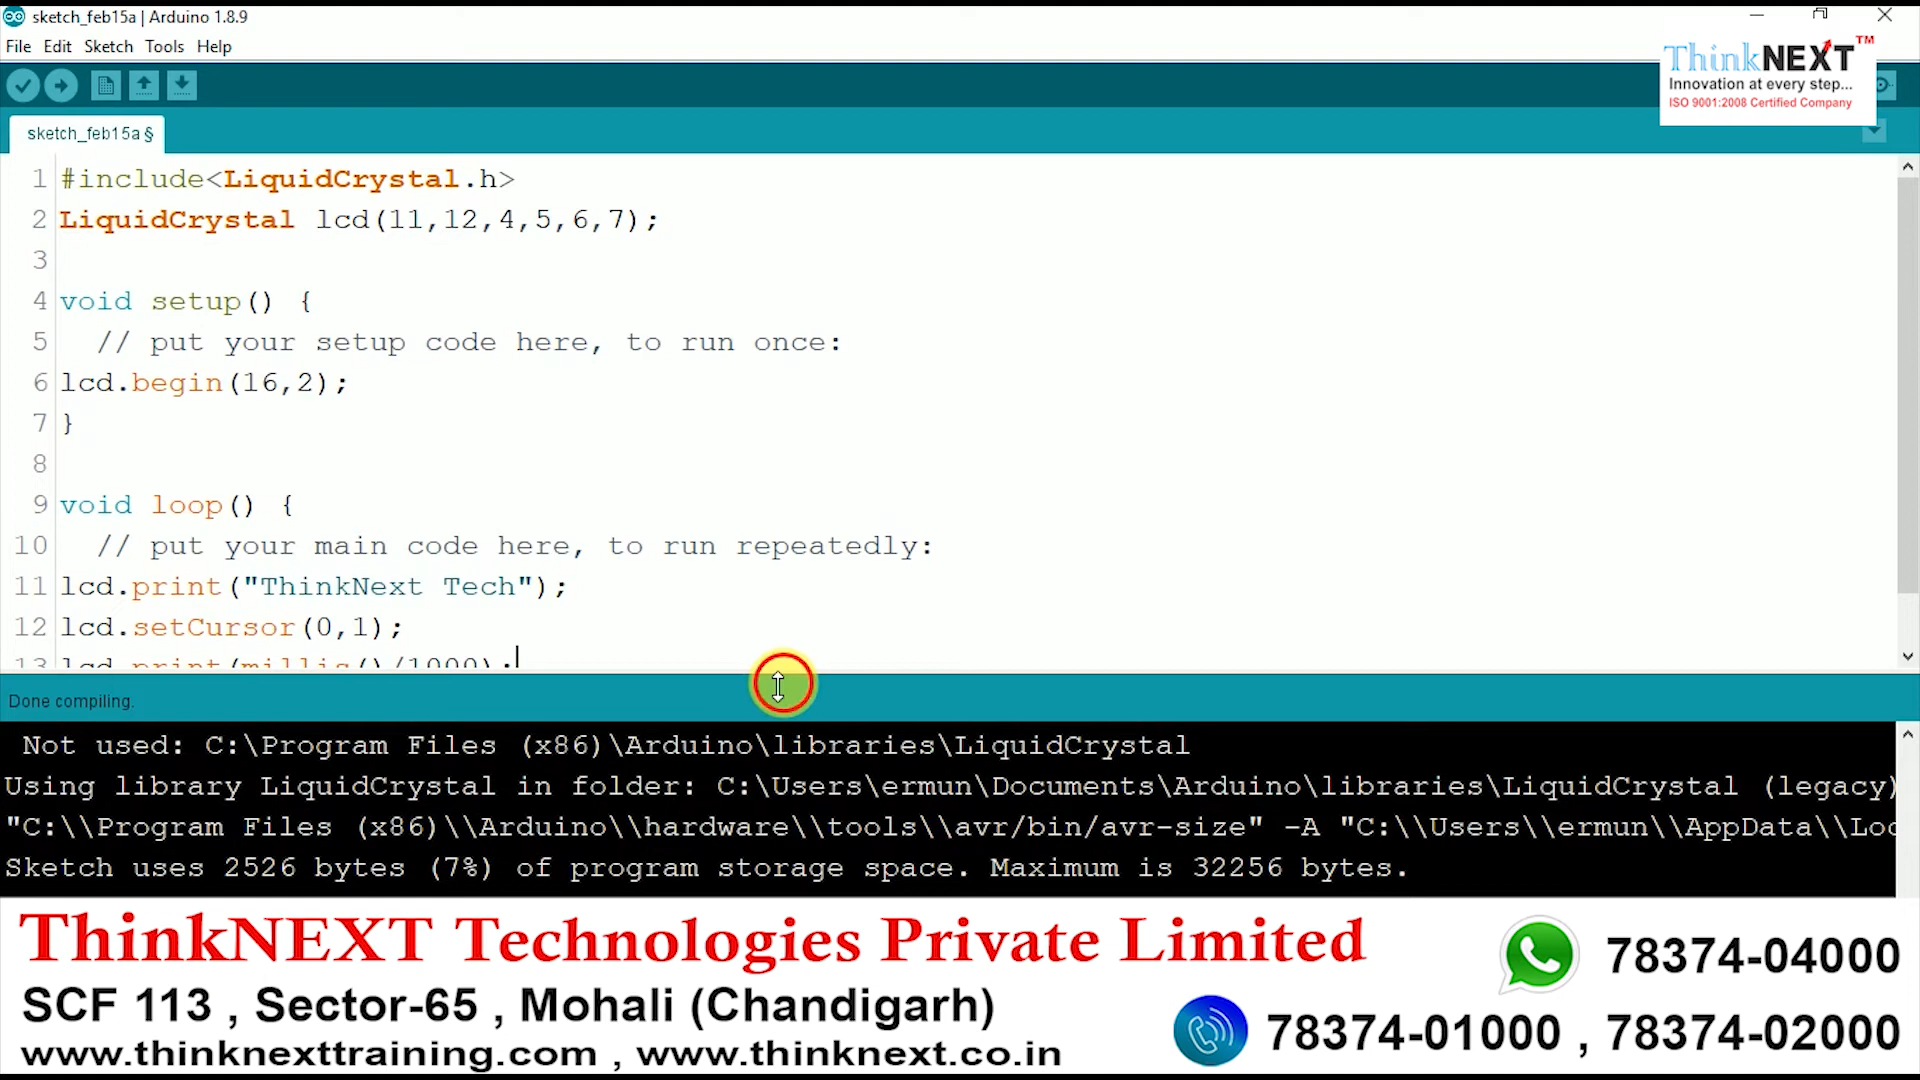 sketch_feb15a | Arduino 1.8.9
File Edit Sketch Tools Help
ThinkNEXT™
Innovation at every step...
ISO 9001:2008 Certified Company
sketch_feb15a §
1 #include<LiquidCrystal.h>
2 LiquidCrystal lcd(11,12,4,5,6,7);
3
4 void setup() {
5 // put your setup code here, to run once:
6 lcd.begin(16,2);
7 }
8
9 void loop() {
10 // put your main code here, to run repeatedly:
11 lcd.print("ThinkNext Tech");
12 lcd.setCursor(0,1);
13 lcd.print(millis()/1000);
Done compiling.
Not used: C:\Program Files (x86)\Arduino\libraries\LiquidCrystal
Using library LiquidCrystal in folder: C:\Users\ermun\Documents\Arduino\libraries\LiquidCrystal (legacy)
"C:\\Program Files (x86)\\Arduino\\hardware\\tools\\avr/bin/avr-size" -A "C:\\Users\\ermun\\AppData\\Loc
Sketch uses 2526 bytes (7%) of program storage space. Maximum is 32256 bytes.
ThinkNEXT Technologies Private Limited
78374-04000
SCF 113 , Sector-65 , Mohali (Chandigarh)
78374-01000 , 78374-02000
www.thinknexttraining.com , www.thinknext.co.in